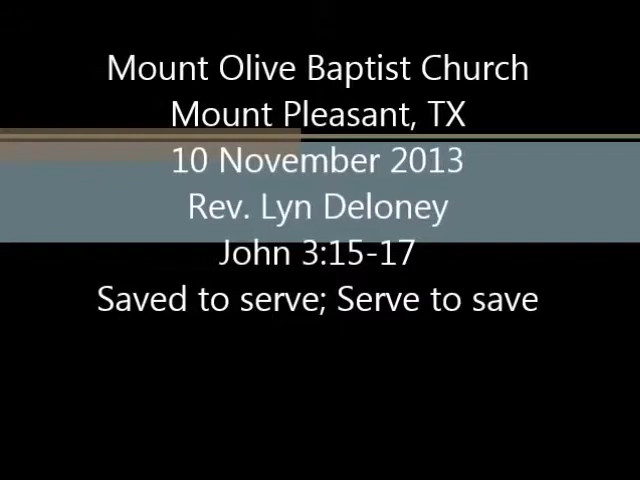 Mount Olive Baptist Church
Mount Pleasant, TX
10 November 2013
Rev. Lyn Deloney
John 3:15-17
Saved to serve; Serve to save